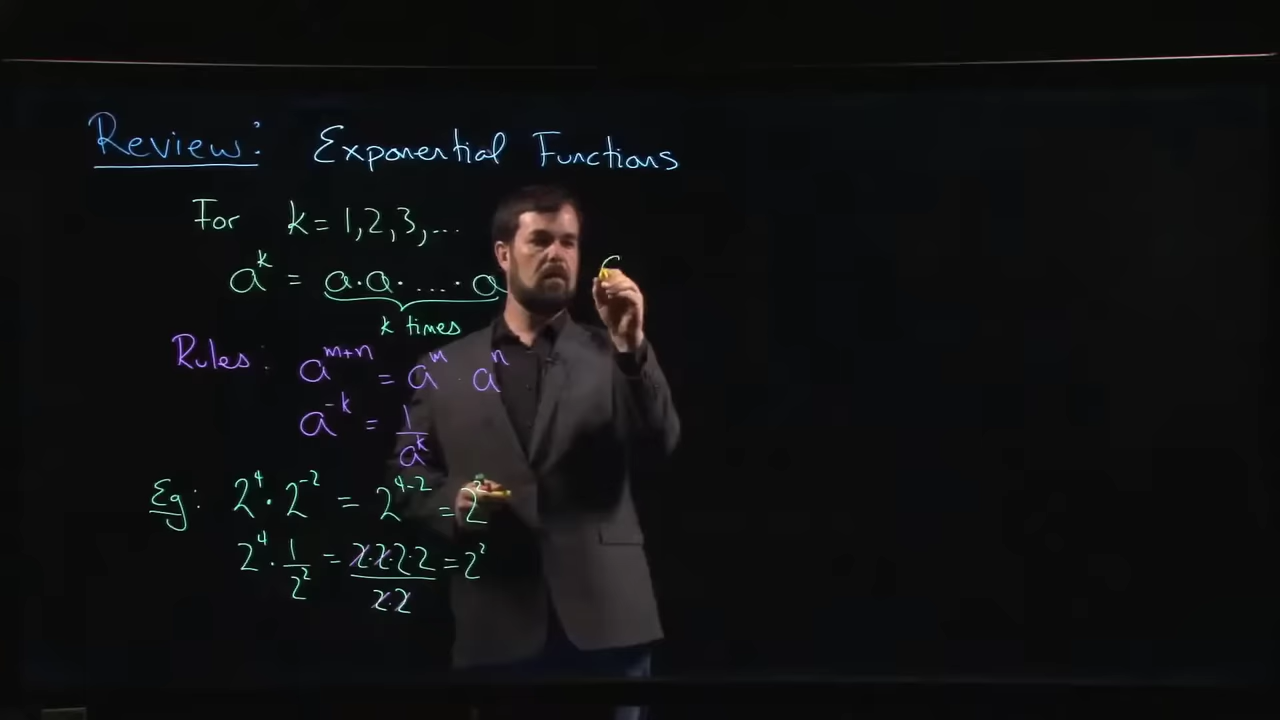 Review: Exponential Functions
For k = 1, 2, 3, ...
a^k = a · a · .... · a
k times
Rules: a^{m+n} = a^m · a^n
a^{-k} = 1/a^k
Eg: 2^4 · 2^{-2} = 2^{4-2} = 2^2
2^4 · 1/2^2 = 2·2·2·2/2·2 = 2^2